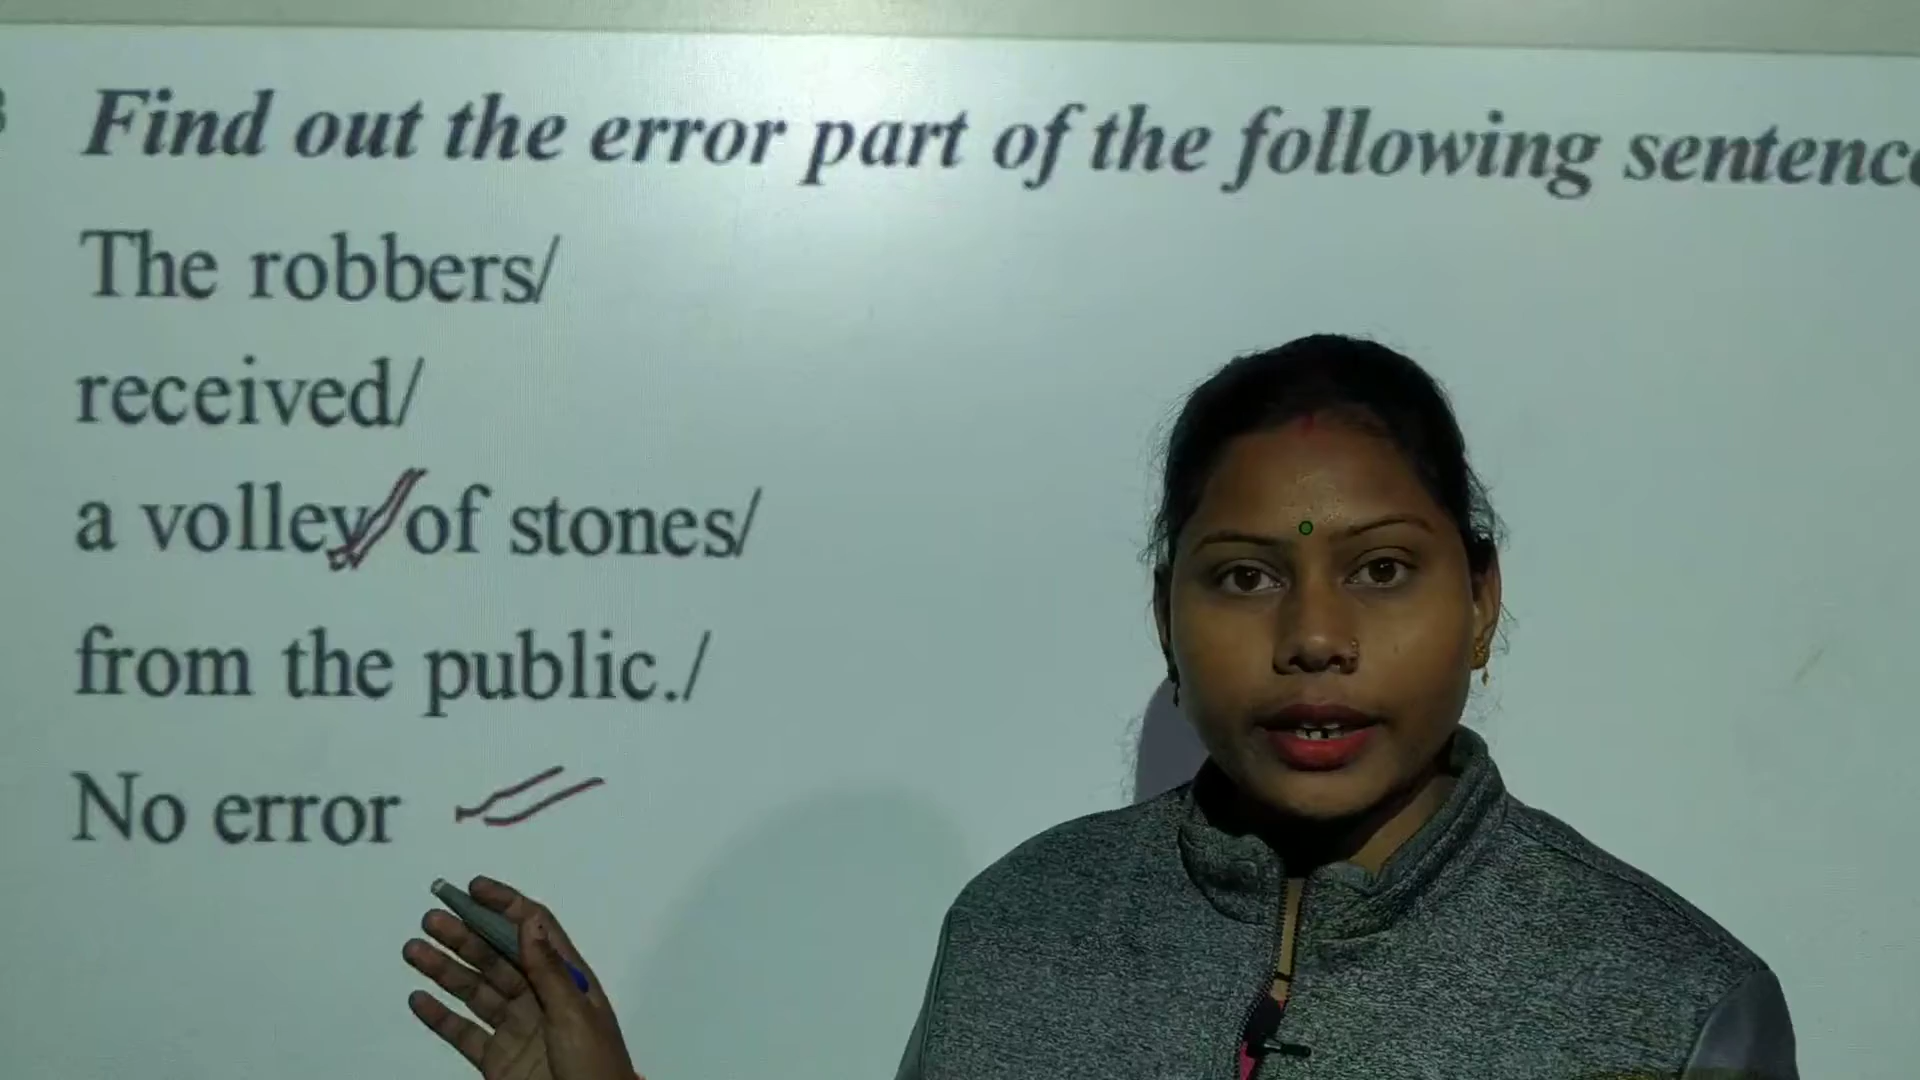 Find out the error part of the following
The robbers/
received/
a volley of stones/
from the public./
No error